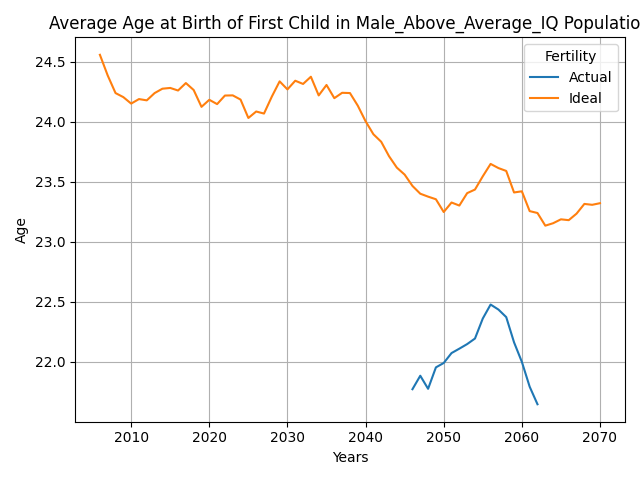 Average Age at Birth of First Child in Male_Above_Average_IQ Populatio
Fertility
Actual
Ideal
24.5
24.0
23.5
23.0
22.5
22.0
Age
2010 2020 2030 2040 2050 2060 2070
Years